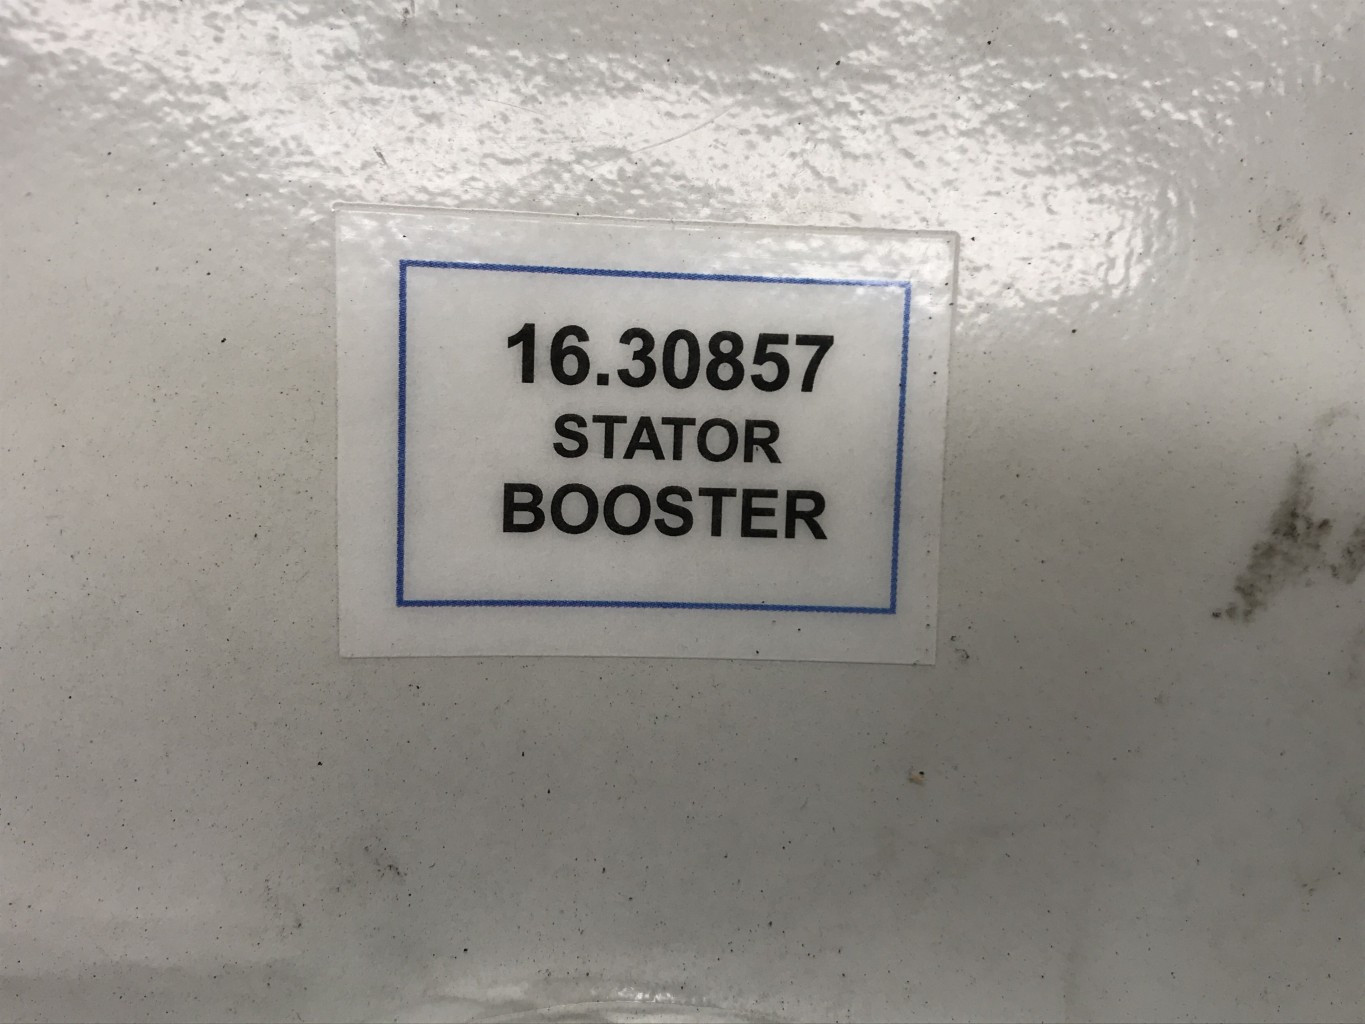 16.30857
STATOR
BOOSTER